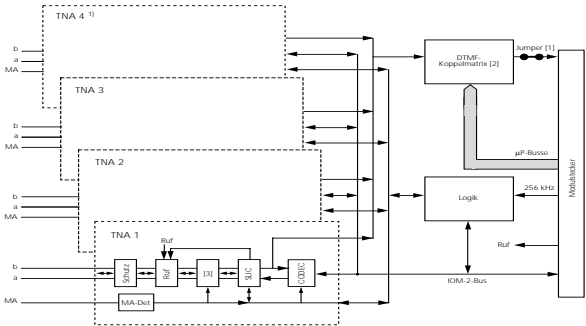 TNA 4 1)
b
a
MA
TNA 3
b
a
MA
TNA 2
b
a
MA
TNA 1
Ruf
b
a
MA
Schutz
Ruf
[3]
SLIC
CODEC
MA-Det
DTMF-
Koppelmatrix [2]
Jumper [1]
µP-Busse
Logik
256 kHz
Ruf
IOM-2-Bus
Modulstecker